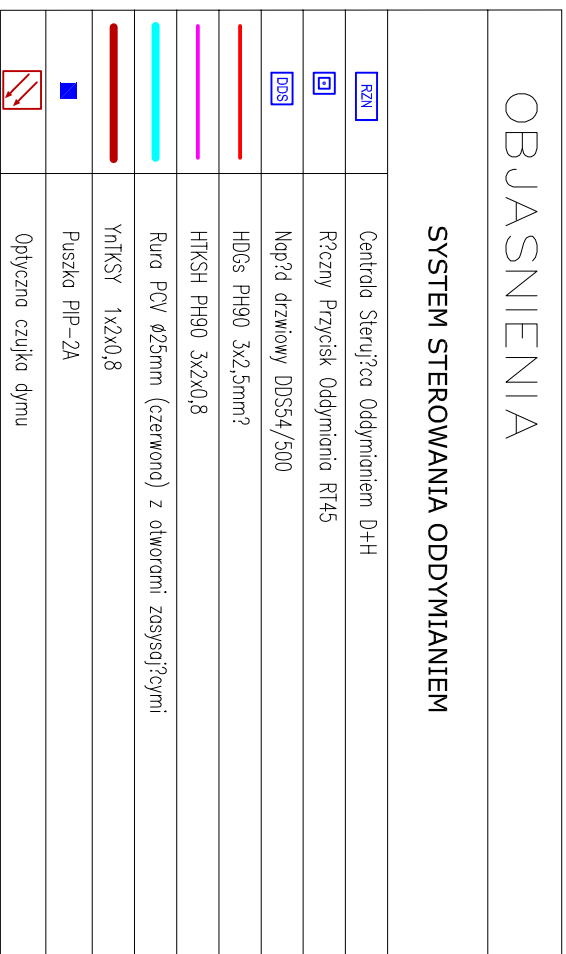 OBJASNIENIA
SYSTEM STEROWANIA ODDYMIANIEM
RZN Centrala Steruj?ca Oddymianiem D+H
R?czny Przycisk Oddymiania RT45
DDS Nap?d drzwiowy DDS54/500
HDGs PH90 3x2,5mm?
HTKSH PH90 3x2x0,8
Rura PCV ø25mm (czerwona) z otworami zasysaj?cymi
YnTKSY 1x2x0,8
Puszka PIP-2A
Optyczna czujka dymu